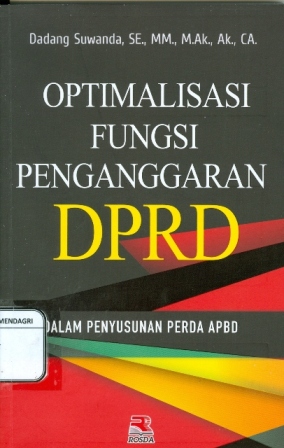 Dadang Suwanda, SE., MM., M.Ak., Ak., CA.
OPTIMALISASI
FUNGSI
PENGANGGARAN
DPRD
MENDAGRI
DALAM PENYUSUNAN PERDA APBD
R
ROSDA